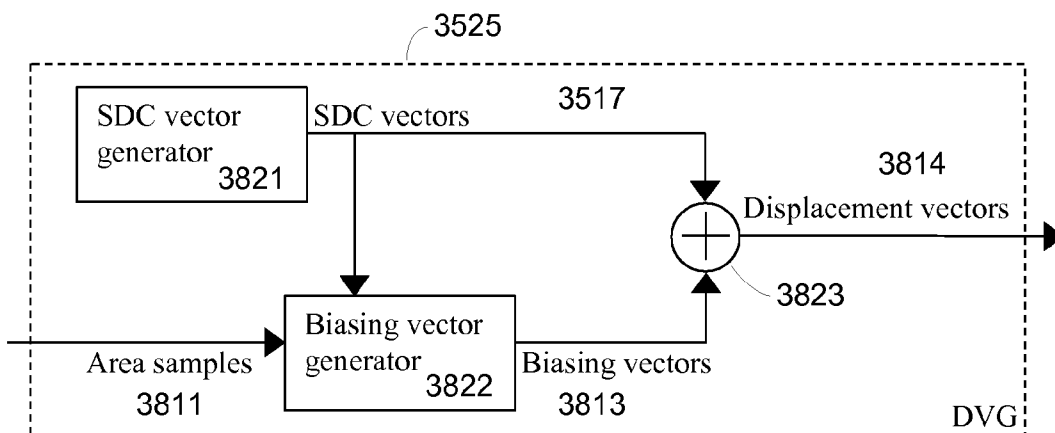 3525
SDC vector
generator
3821
SDC vectors
3517
3814
Displacement vectors
3823
Biasing vector
generator
3822
Area samples
3811
Biasing vectors
3813
DVG